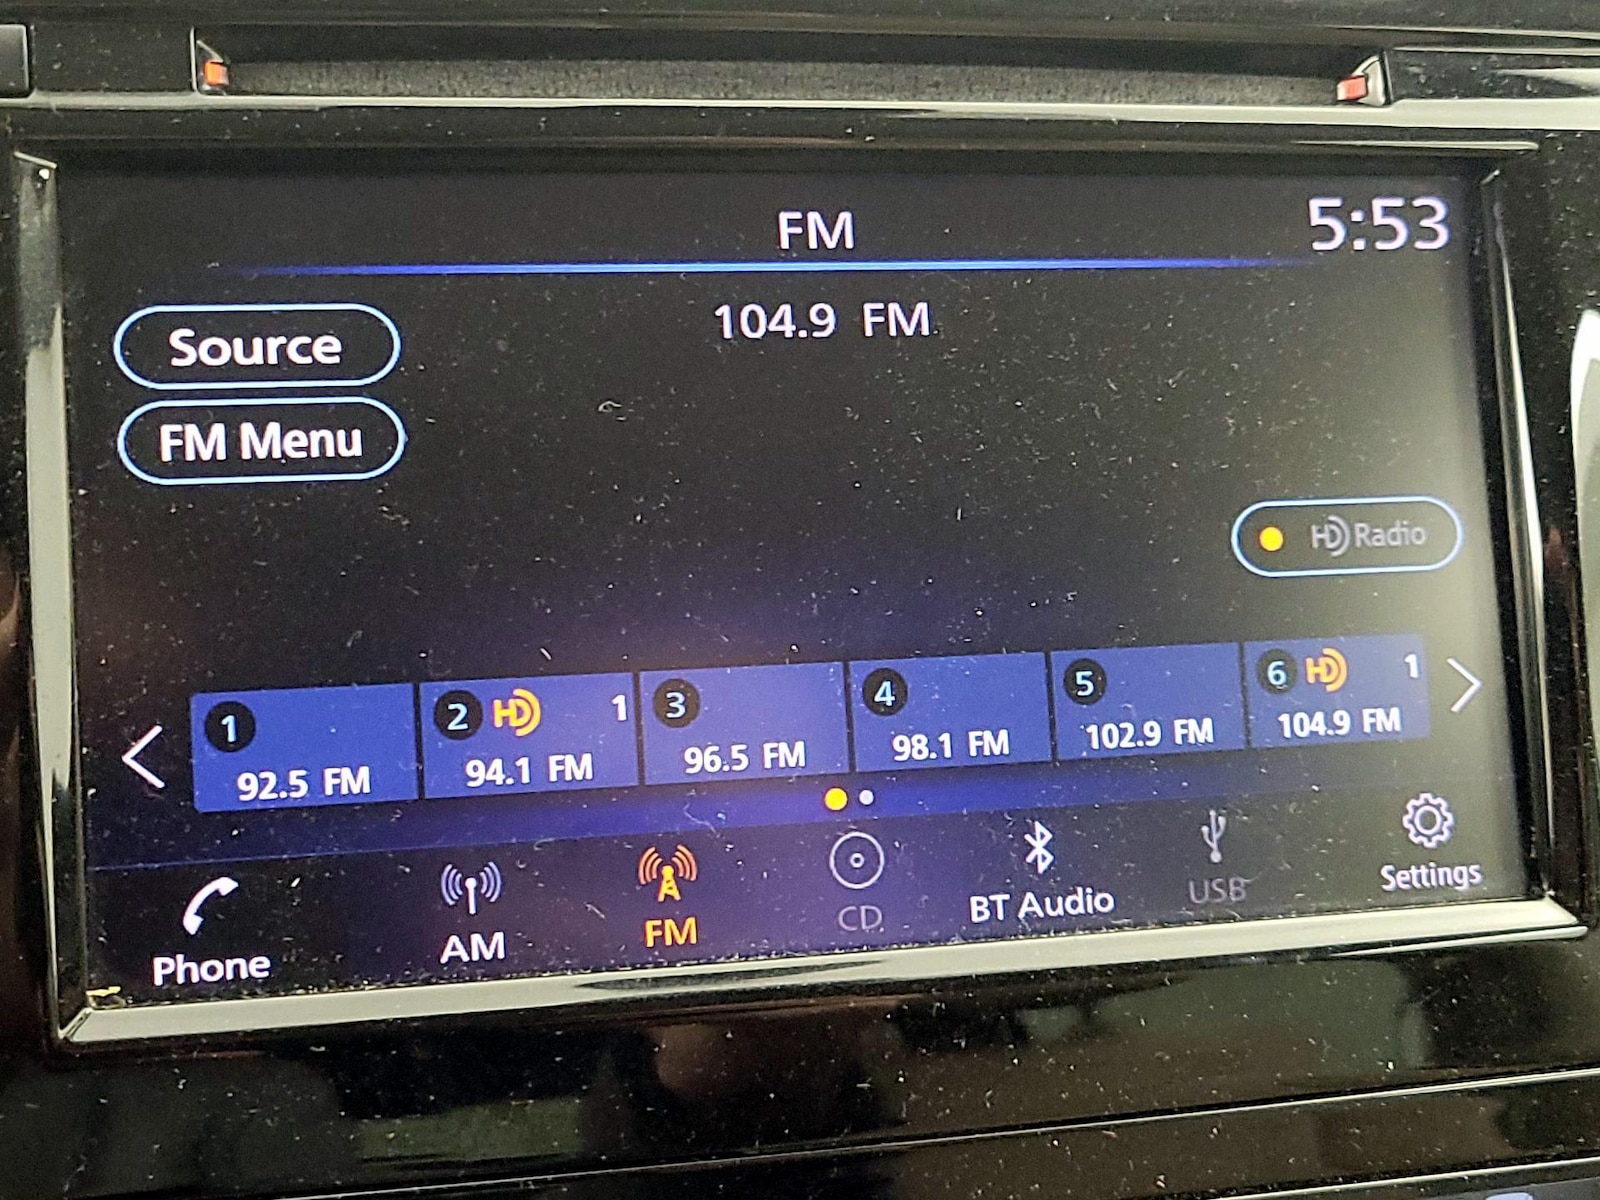 FM
5:53
104.9 FM
Source
FM Menu
HD Radio
1
92.5 FM
2 HD 1
94.1 FM
3
96.5 FM
4
98.1 FM
5
102.9 FM
6 HD 1
104.9 FM
Phone
AM
FM
CD
BT Audio
USB
Settings